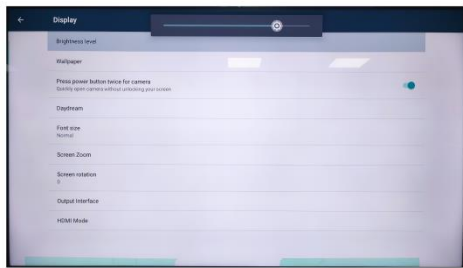 Display
Brightness level
Wallpaper
Press power button twice for camera
Quickly open camera without unlocking your screen
Daydream
Font size
Normal
Screen Zoom
Screen rotation
0
Output Interface
HDMI Mode